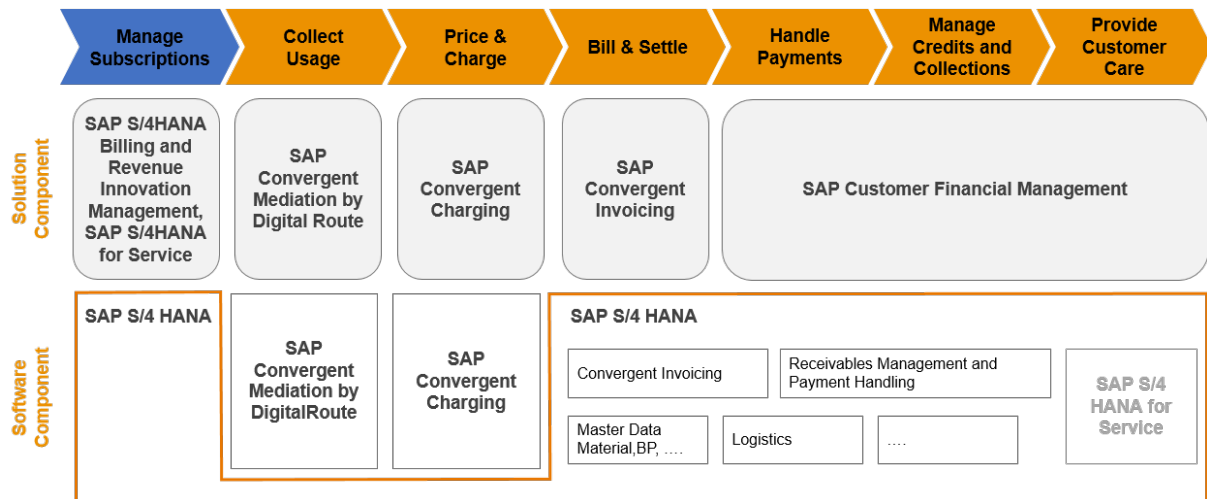 Manage
Subscriptions
Collect
Usage
Price &
Charge
Bill & Settle
Handle
Payments
Manage
Credits and
Collections
Provide
Customer
Care
Solution
Component
SAP S/4HANA
Billing and
Revenue
Innovation
Management,
SAP S/4HANA
for Service
SAP
Convergent
Mediation by
Digital Route
SAP
Convergent
Charging
SAP
Convergent
Invoicing
SAP Customer Financial Management
Software
Component
SAP S/4 HANA
SAP
Convergent
Mediation by
DigitalRoute
SAP
Convergent
Charging
SAP S/4 HANA
Convergent Invoicing
Receivables Management and
Payment Handling
Master Data
Material,BP, ….
Logistics
….
SAP S/4
HANA for
Service